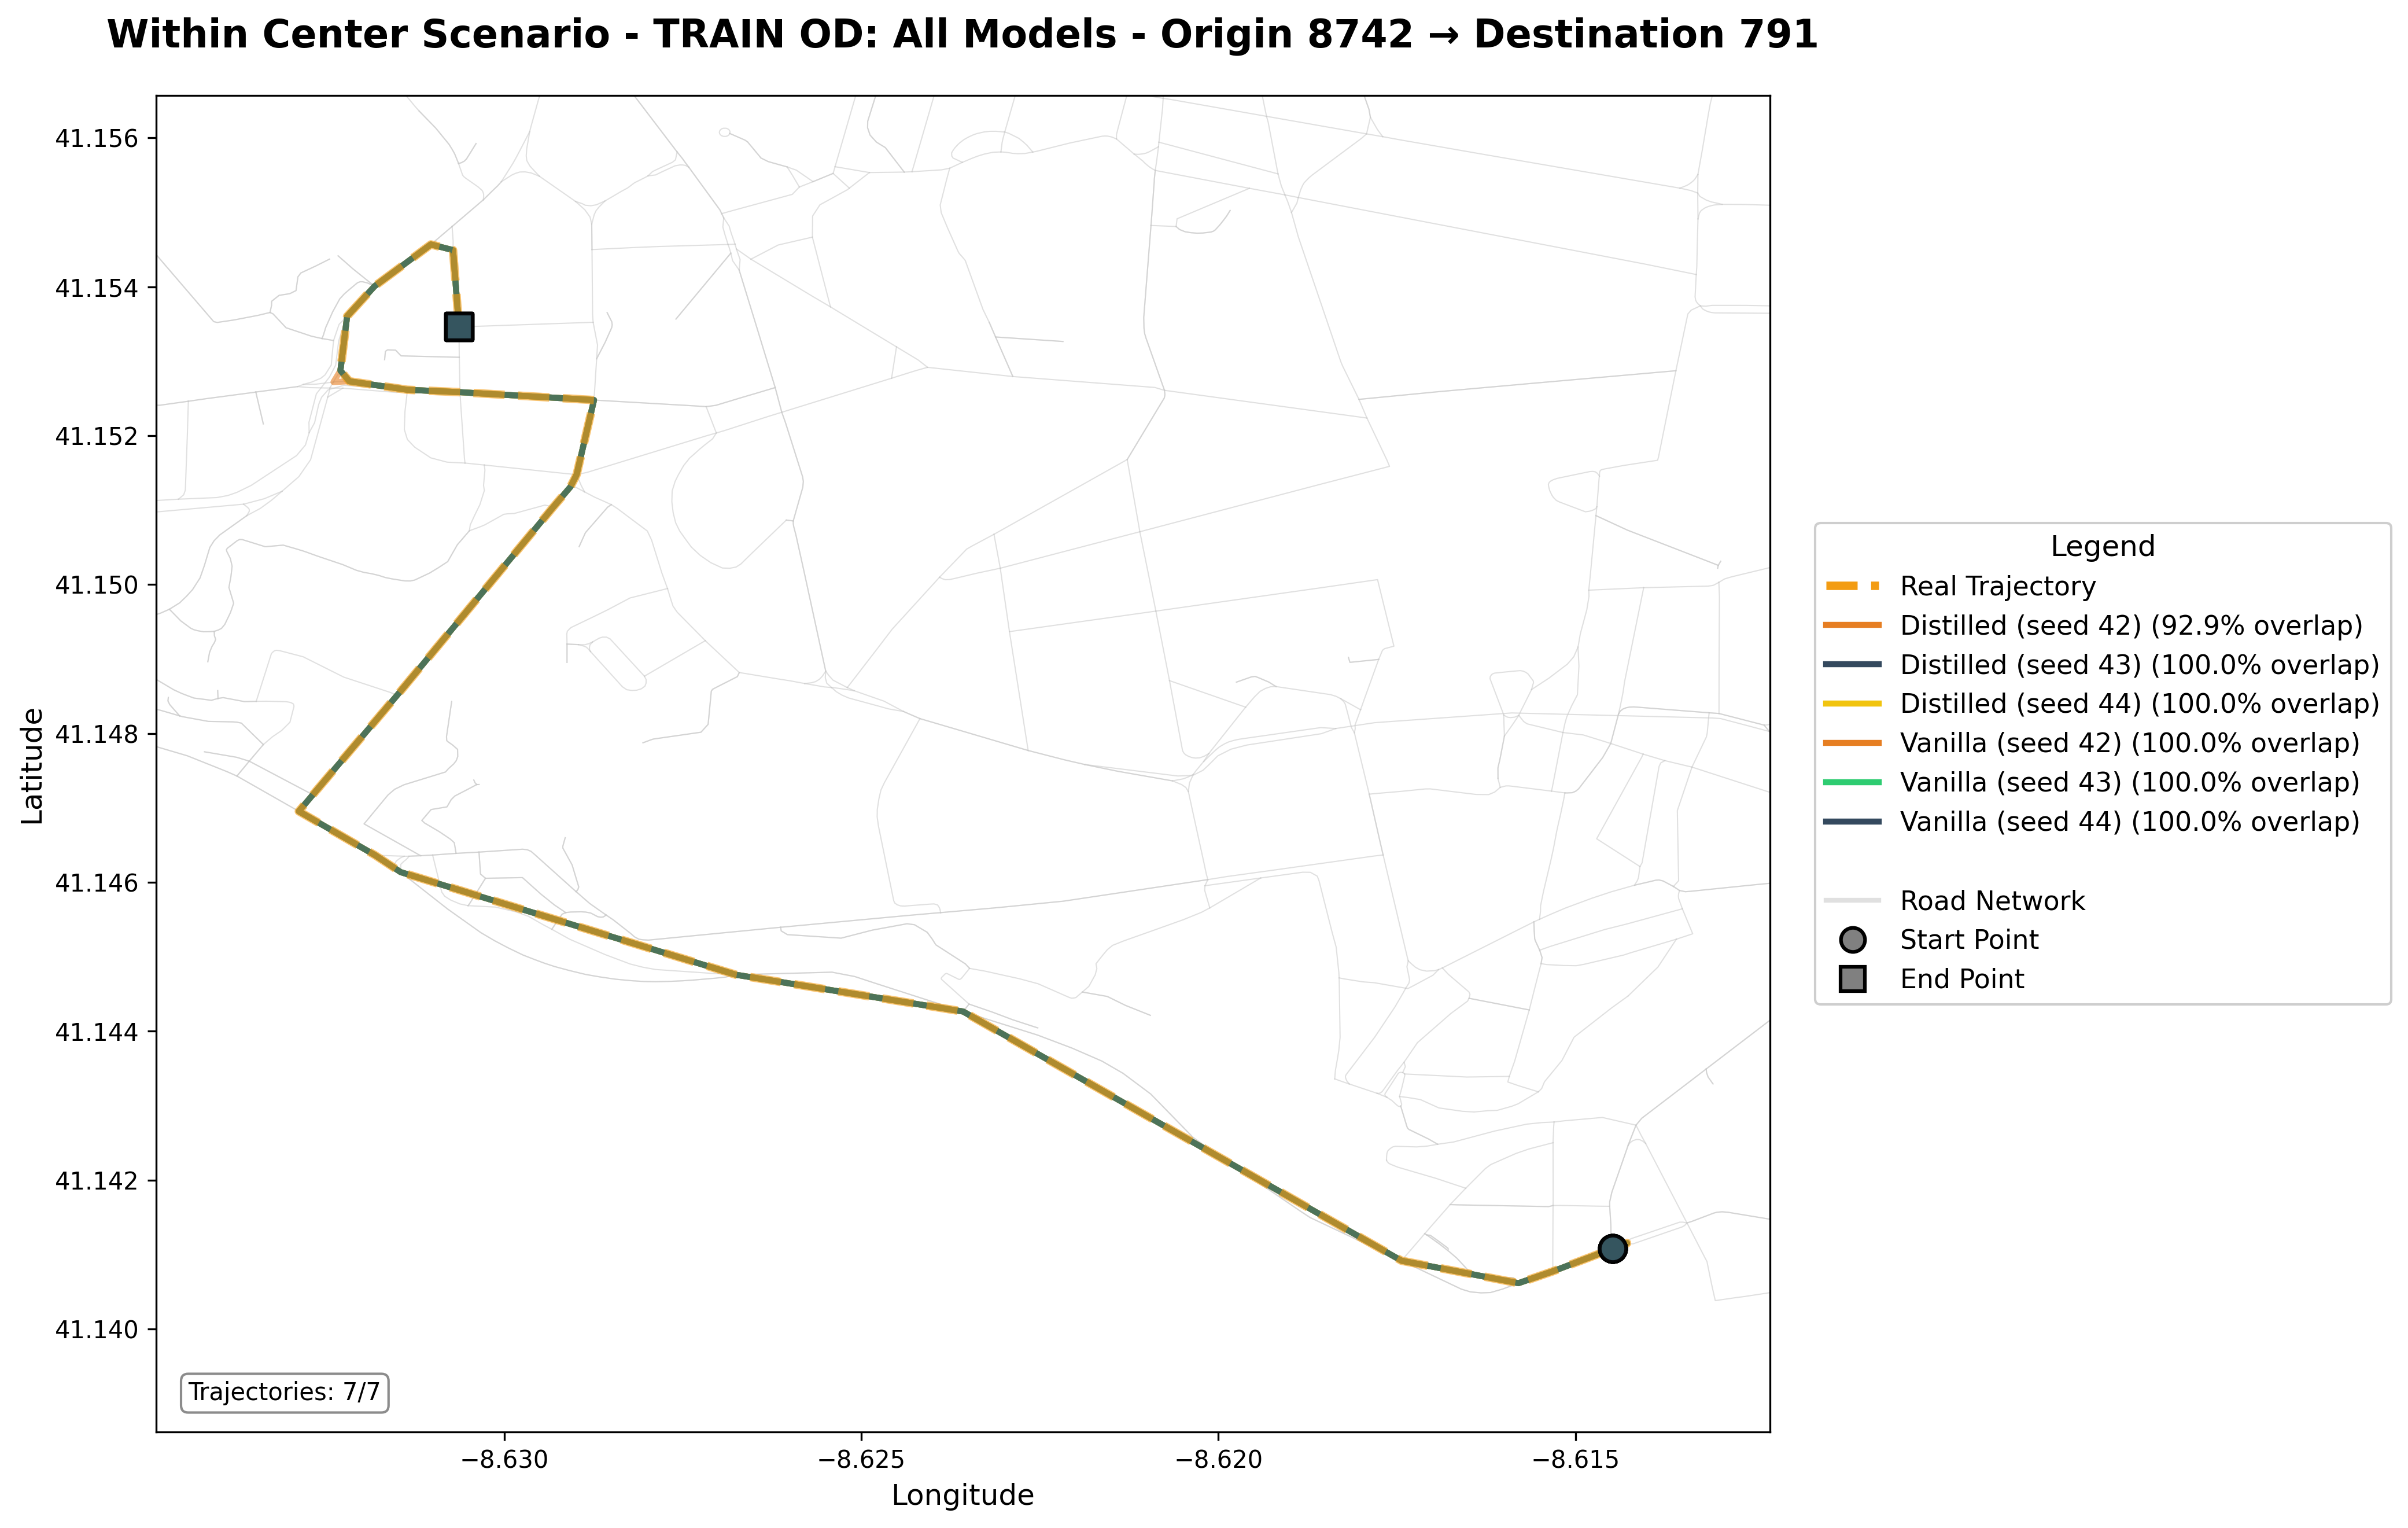 Within Center Scenario - TRAIN OD: All Models - Origin 8742 → Destination 791
41.156
41.154
41.152
41.150
41.148
41.146
41.144
41.142
41.140
Latitude
Trajectories: 7/7
−8.630
−8.625
−8.620
−8.615
Longitude
Legend
Real Trajectory
Distilled (seed 42) (92.9% overlap)
Distilled (seed 43) (100.0% overlap)
Distilled (seed 44) (100.0% overlap)
Vanilla (seed 42) (100.0% overlap)
Vanilla (seed 43) (100.0% overlap)
Vanilla (seed 44) (100.0% overlap)
Road Network
Start Point
End Point